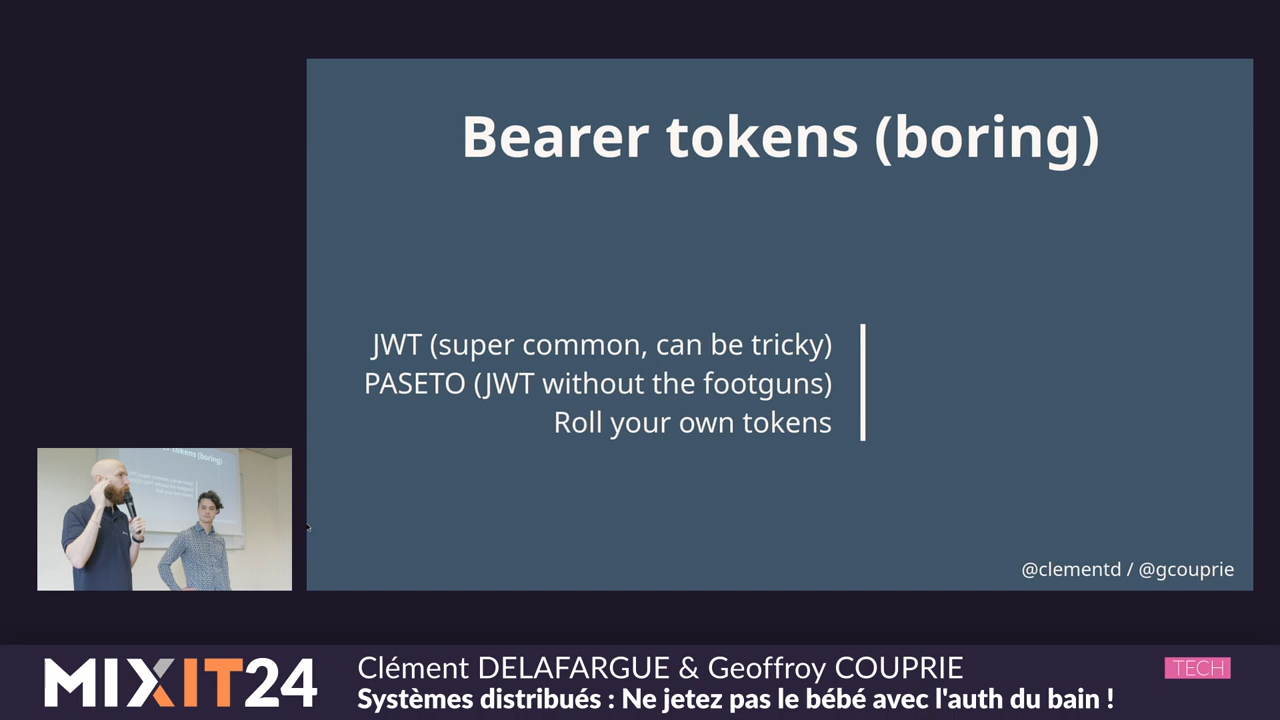 Bearer tokens (boring)
JWT (super common, can be tricky)
PASETO (JWT without the footguns)
Roll your own tokens
@clementd / @gcouprie
MIXIT24
Clément DELAFARGUE & Geoffroy COUPRIE
TECH
Systèmes distribués : Ne jetez pas le bébé avec l'auth du bain !